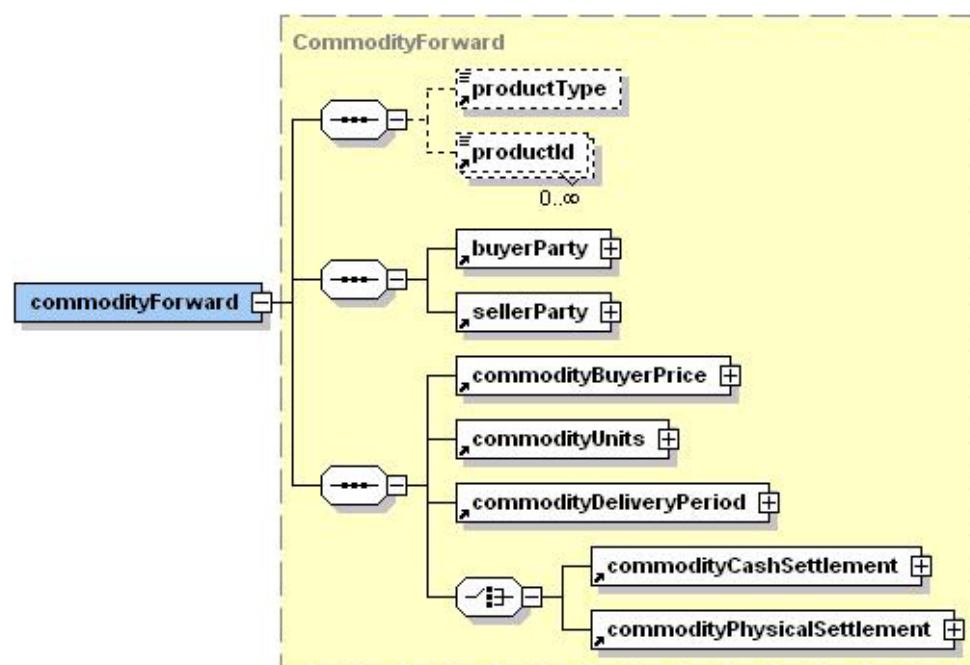 CommodityForward
productType
productId
0..∞
buyerParty
commodityForward
sellerParty
commodityBuyerPrice
commodityUnits
commodityDeliveryPeriod
commodityCashSettlement
commodityPhysicalSettlement